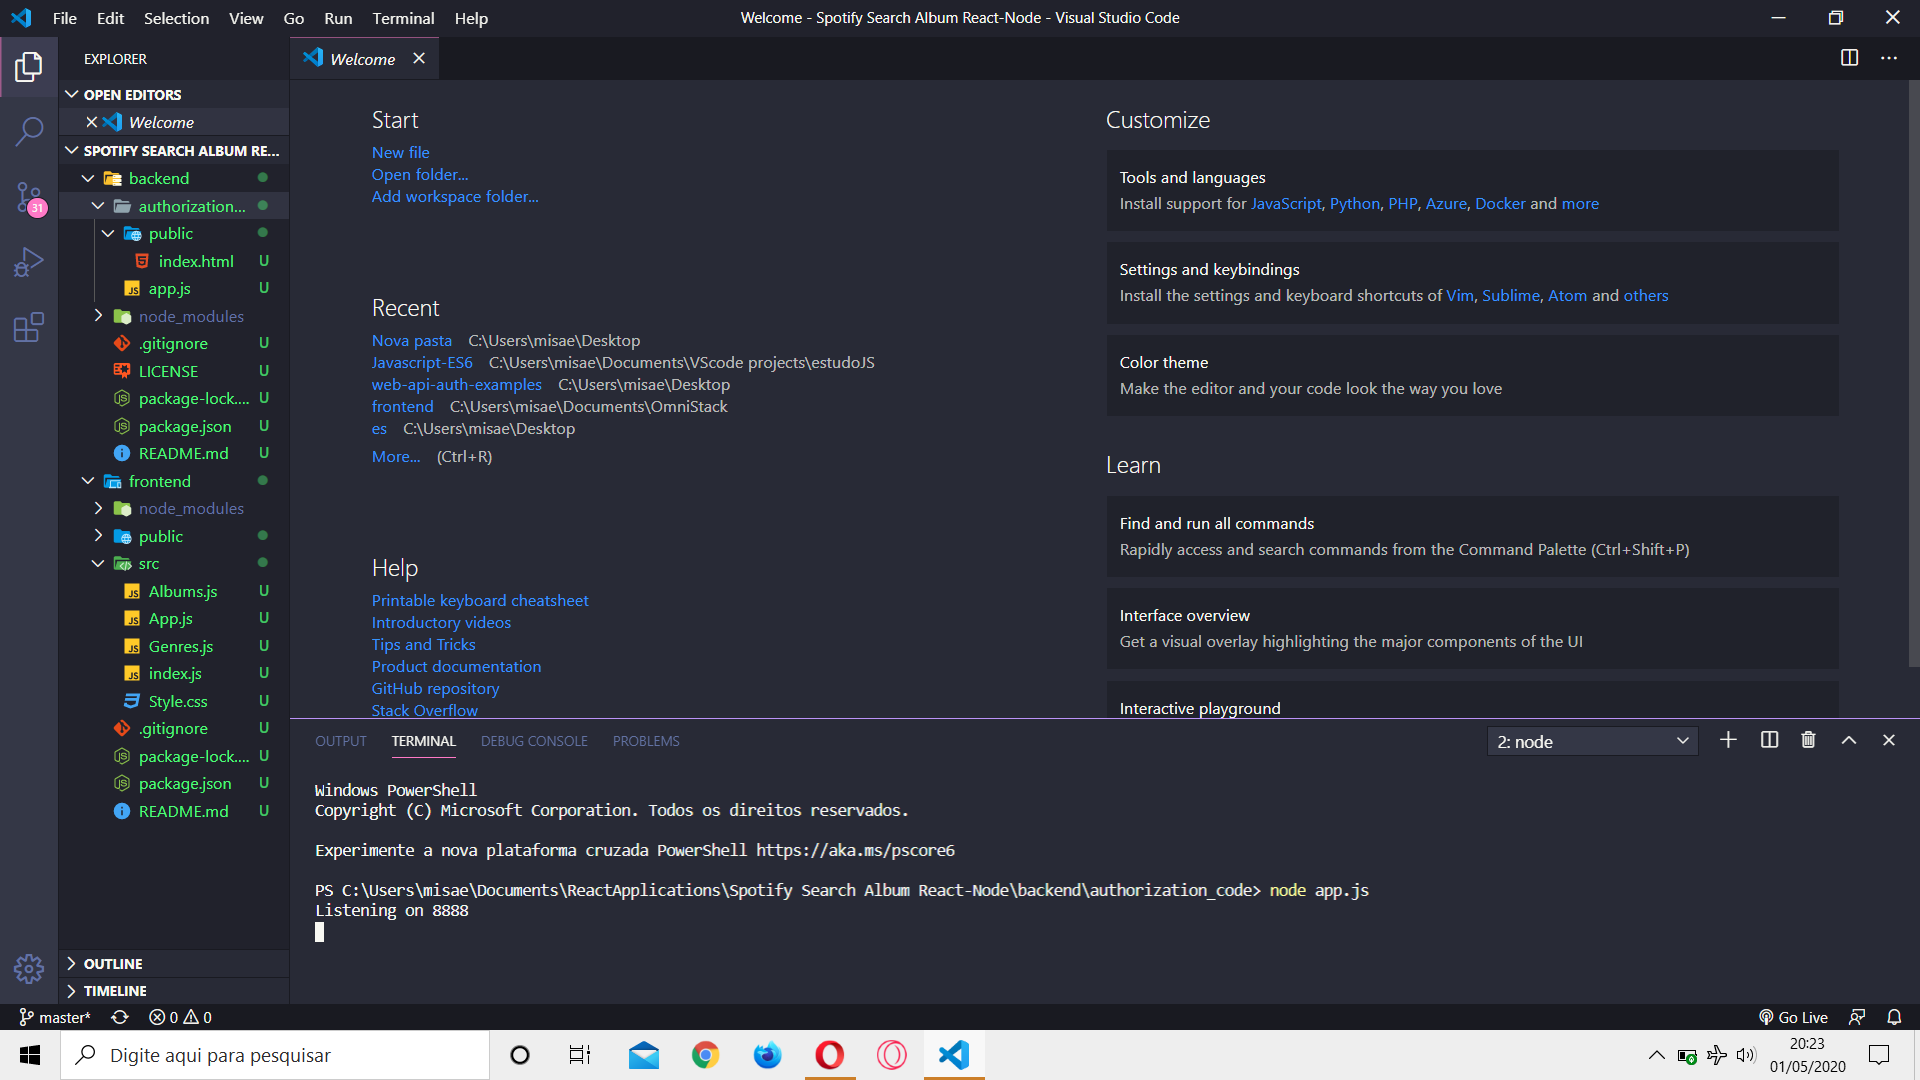 File Edit Selection View Go Run Terminal Help
Welcome - Spotify Search Album React-Node - Visual Studio Code
EXPLORER
OPEN EDITORS
Welcome
SPOTIFY SEARCH ALBUM RE...
backend
authorization...
public
index.html U
app.js U
node_modules
.gitignore U
LICENSE U
package-lock.... U
package.json U
README.md U
frontend
node_modules
public
src
Albums.js U
App.js U
Genres.js U
index.js U
Style.css U
.gitignore U
package-lock.... U
package.json U
README.md U
OUTLINE
TIMELINE
31
Welcome
Start
New file
Open folder...
Add workspace folder...
Recent
Nova pasta C:\Users\misae\Desktop
Javascript-ES6 C:\Users\misae\Documents\VScode projects\estudoJS
web-api-auth-examples C:\Users\misae\Desktop
frontend C:\Users\misae\Documents\OmniStack
es C:\Users\misae\Desktop
More... (Ctrl+R)
Help
Printable keyboard cheatsheet
Introductory videos
Tips and Tricks
Product documentation
GitHub repository
Stack Overflow
Customize
Tools and languages
Install support for JavaScript, Python, PHP, Azure, Docker and more
Settings and keybindings
Install the settings and keyboard shortcuts of Vim, Sublime, Atom and others
Color theme
Make the editor and your code look the way you love
Learn
Find and run all commands
Rapidly access and search commands from the Command Palette (Ctrl+Shift+P)
Interface overview
Get a visual overlay highlighting the major components of the UI
Interactive playground
OUTPUT TERMINAL DEBUG CONSOLE PROBLEMS
2: node
Windows PowerShell
Copyright (C) Microsoft Corporation. Todos os direitos reservados.
Experimente a nova plataforma cruzada PowerShell https://aka.ms/pscore6
PS C:\Users\misae\Documents\ReactApplications\Spotify Search Album React-Node\backend\authorization_code> node app.js
Listening on 8888
master* 0 0
Go Live
Digite aqui para pesquisar
20:23
01/05/2020